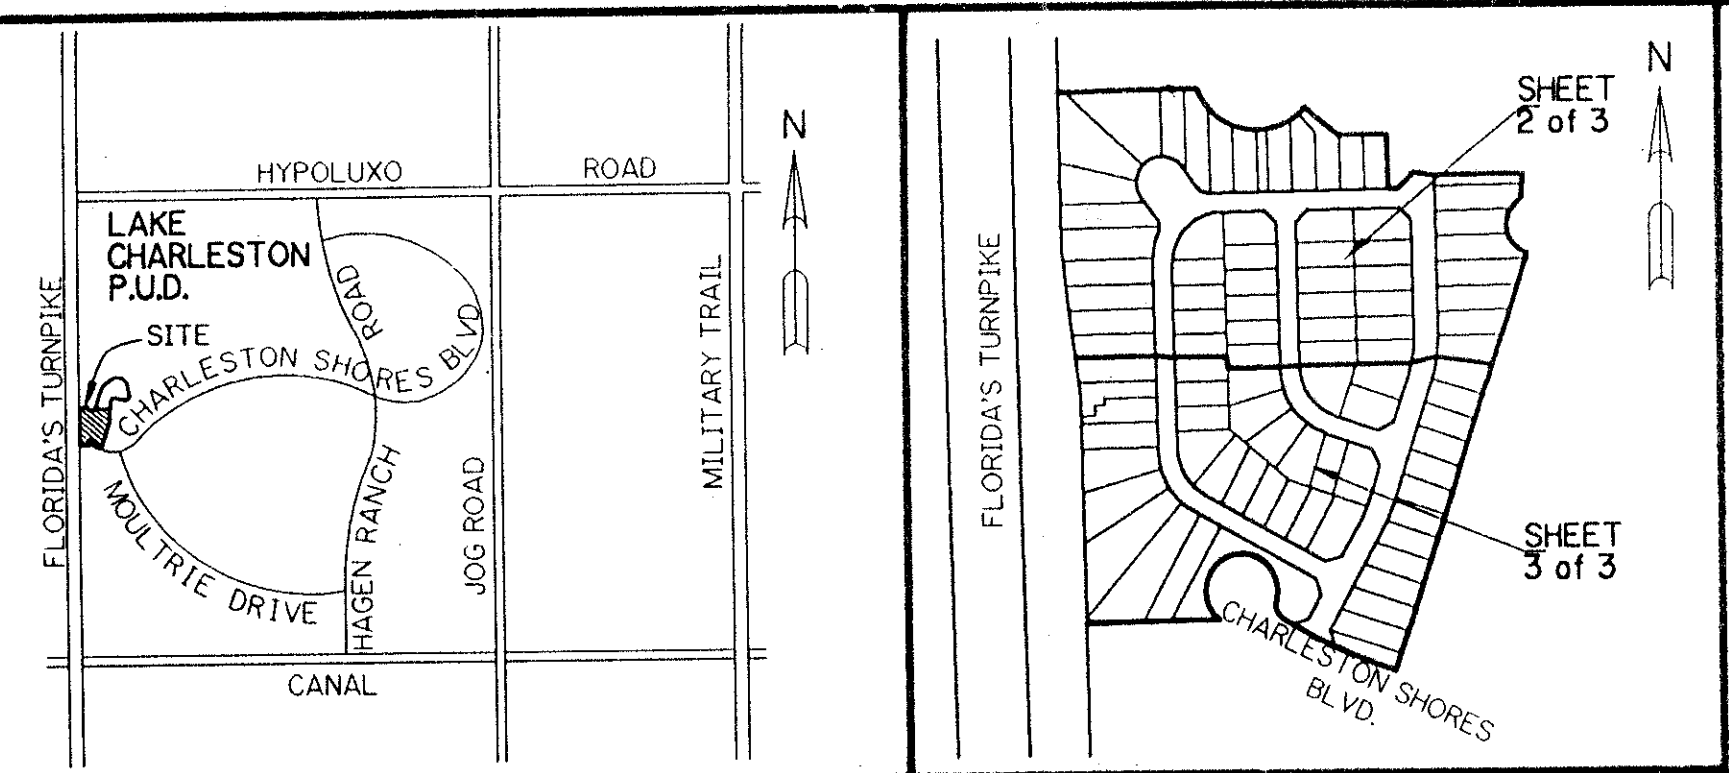 HYPOLUXO ROAD
LAKE
CHARLESTON
P.U.D.
SITE
N
ROAD
CHARLESTON SHORES BLVD
FLORIDA'S TURNPIKE
MILITARY TRAIL
MOULTRIE DRIVE
HAGEN RANCH
JOG ROAD
CANAL
N
SHEET
2 of 3
FLORIDA'S TURNPIKE
SHEET
3 of 3
CHARLESTON SHORES
BLVD.